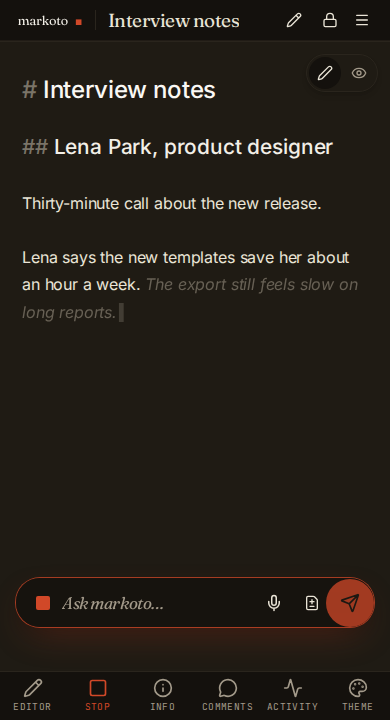 markoto
Interview notes
# Interview notes
## Lena Park, product designer
Thirty-minute call about the new release.
Lena says the new templates save her about
an hour a week. The export still feels slow on
long reports.
Ask markoto...
EDITOR STOP INFO COMMENTS ACTIVITY THEME